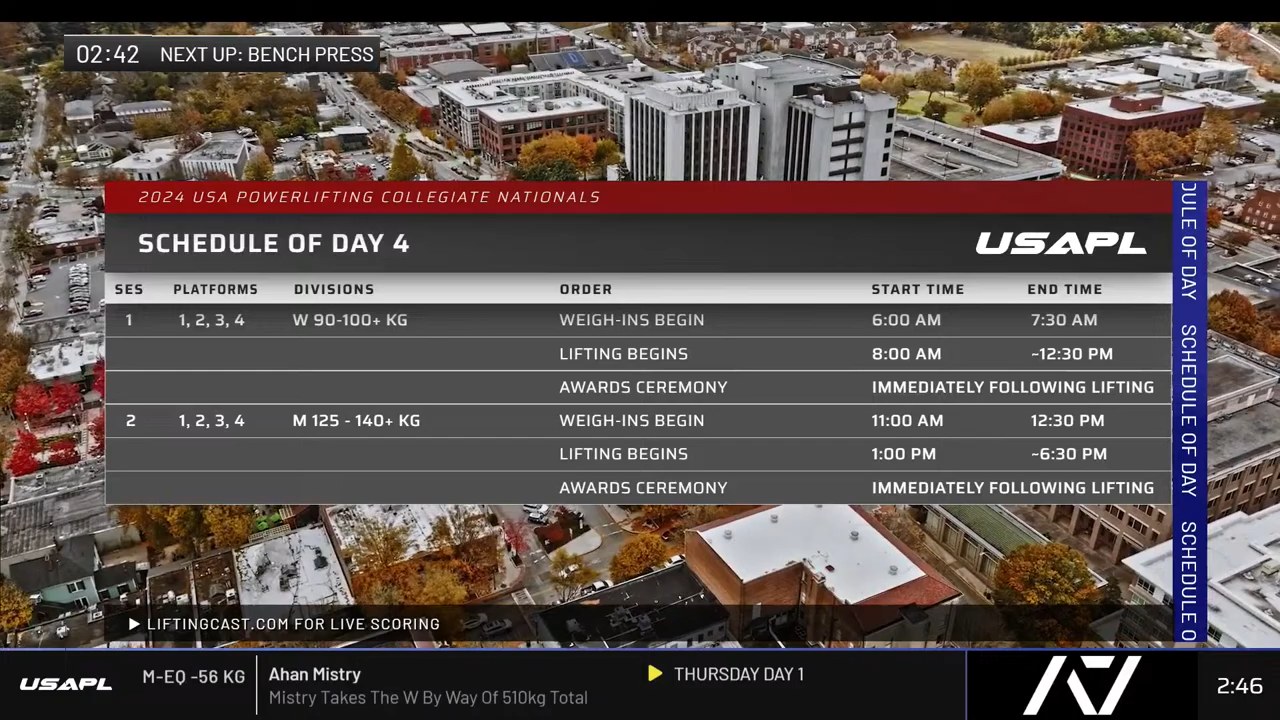 02:42 NEXT UP: BENCH PRESS
2024 USA POWERLIFTING COLLEGIATE NATIONALS
SCHEDULE OF DAY 4 USAPL
SES PLATFORMS DIVISIONS ORDER START TIME END TIME
1 1, 2, 3, 4 W 90-100+ KG WEIGH-INS BEGIN 6:00 AM 7:30 AM
LIFTING BEGINS 8:00 AM ~12:30 PM
AWARDS CEREMONY IMMEDIATELY FOLLOWING LIFTING
2 1, 2, 3, 4 M 125 - 140+ KG WEIGH-INS BEGIN 11:00 AM 12:30 PM
LIFTING BEGINS 1:00 PM ~6:30 PM
AWARDS CEREMONY IMMEDIATELY FOLLOWING LIFTING
DULE OF DAY SCHEDULE OF DAY SCHEDULE O
▶ LIFTINGCAST.COM FOR LIVE SCORING
USAPL M-EQ -56 KG Ahan Mistry ▶ THURSDAY DAY 1 2:46
Mistry Takes The W By Way Of 510kg Total